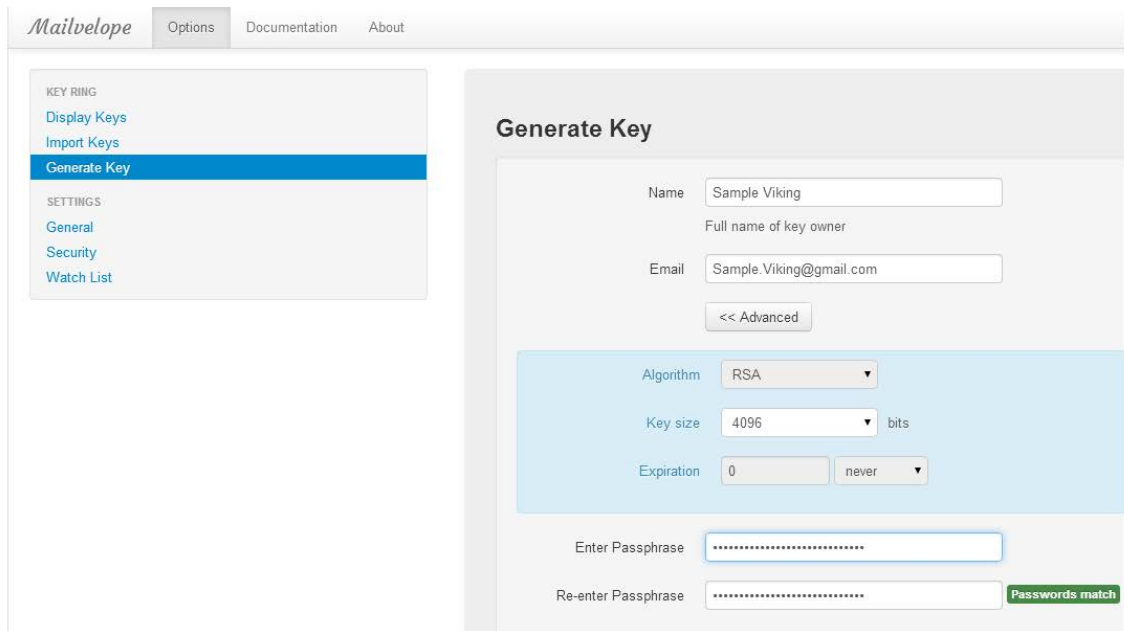 Mailvelope Options Documentation About
KEY RING
Display Keys
Import Keys
Generate Key
SETTINGS
General
Security
Watch List
Generate Key
Name Sample Viking
Full name of key owner
Email Sample.Viking@gmail.com
<< Advanced
Algorithm RSA
Key size 4096 bits
Expiration 0 never
Enter Passphrase
Re-enter Passphrase Passwords match